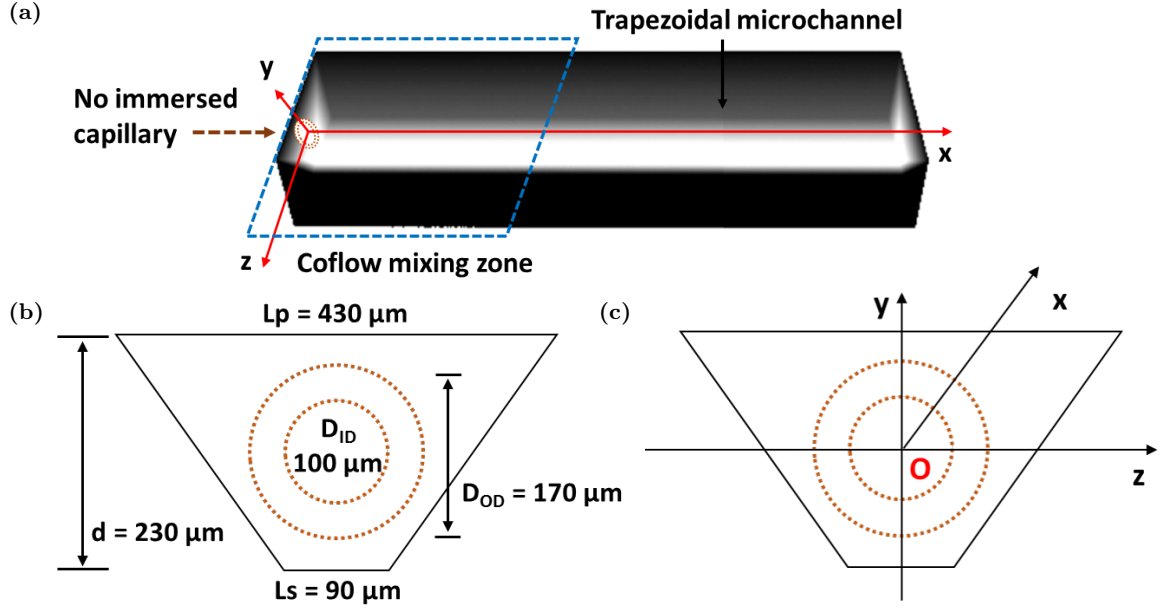 (a)
Trapezoidal microchannel
y
No immersed
capillary
x
z
Coflow mixing zone
(b)
Lp = 430 µm
D_ID
100 µm
D_OD = 170 µm
d = 230 µm
Ls = 90 µm
(c)
y
x
O
z